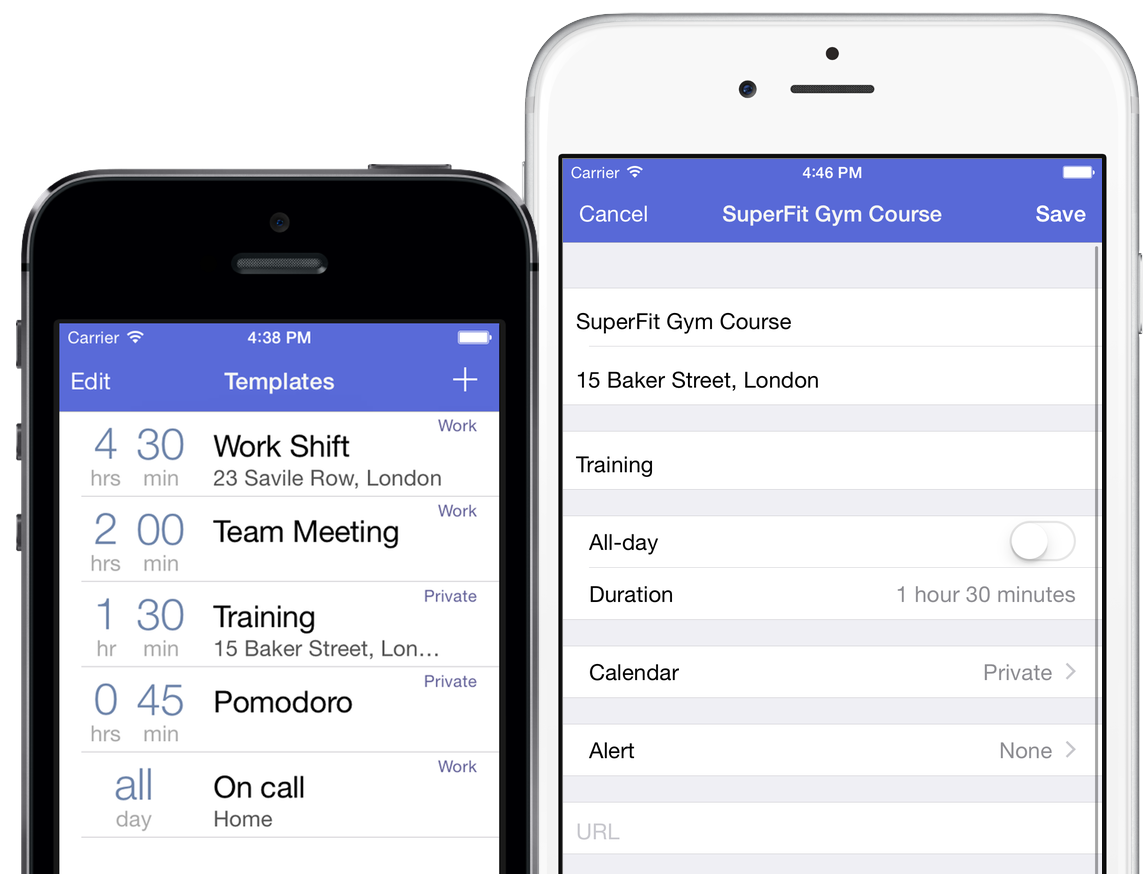 Carrier 4:38 PM
Edit Templates +
Work
4 30 Work Shift
hrs min 23 Savile Row, London
Work
2 00 Team Meeting
hrs min
Private
1 30 Training
hr min 15 Baker Street, Lon...
Private
0 45 Pomodoro
hrs min
Work
all On call
day Home
Carrier 4:46 PM
Cancel SuperFit Gym Course Save
SuperFit Gym Course
15 Baker Street, London
Training
All-day
Duration 1 hour 30 minutes
Calendar Private
Alert None
URL